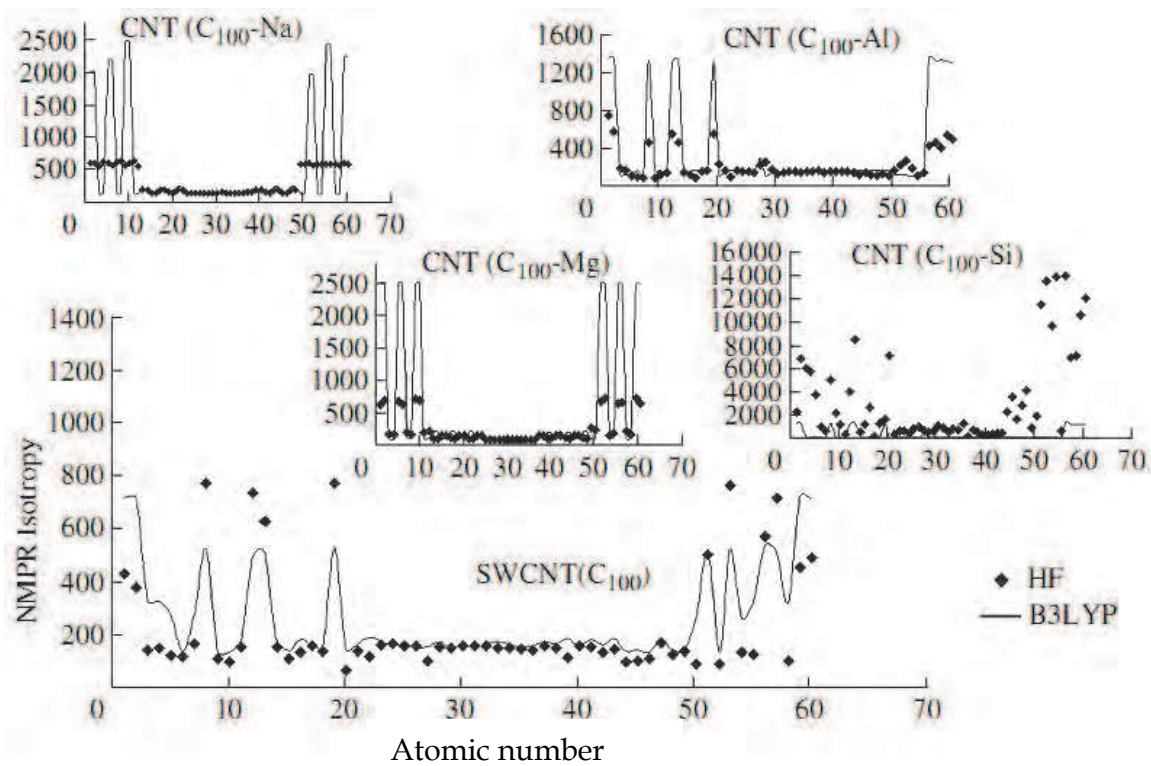 CNT (C100-Na)
2500
2000
1500
1000
500
0 10 20 30 40 50 60 70
CNT (C100-Al)
1600
1200
800
400
0 10 20 30 40 50 60
CNT (C100-Mg)
2500
2000
1500
1000
500
0 10 20 30 40 50 60 70
CNT (C100-Si)
16000
14000
12000
10000
8000
6000
4000
2000
0 10 20 30 40 50 60 70
NMPR Isotropy
1400
1200
1000
800
600
400
200
SWCNT(C100)
HF
B3LYP
0 10 20 30 40 50 60 70
Atomic number